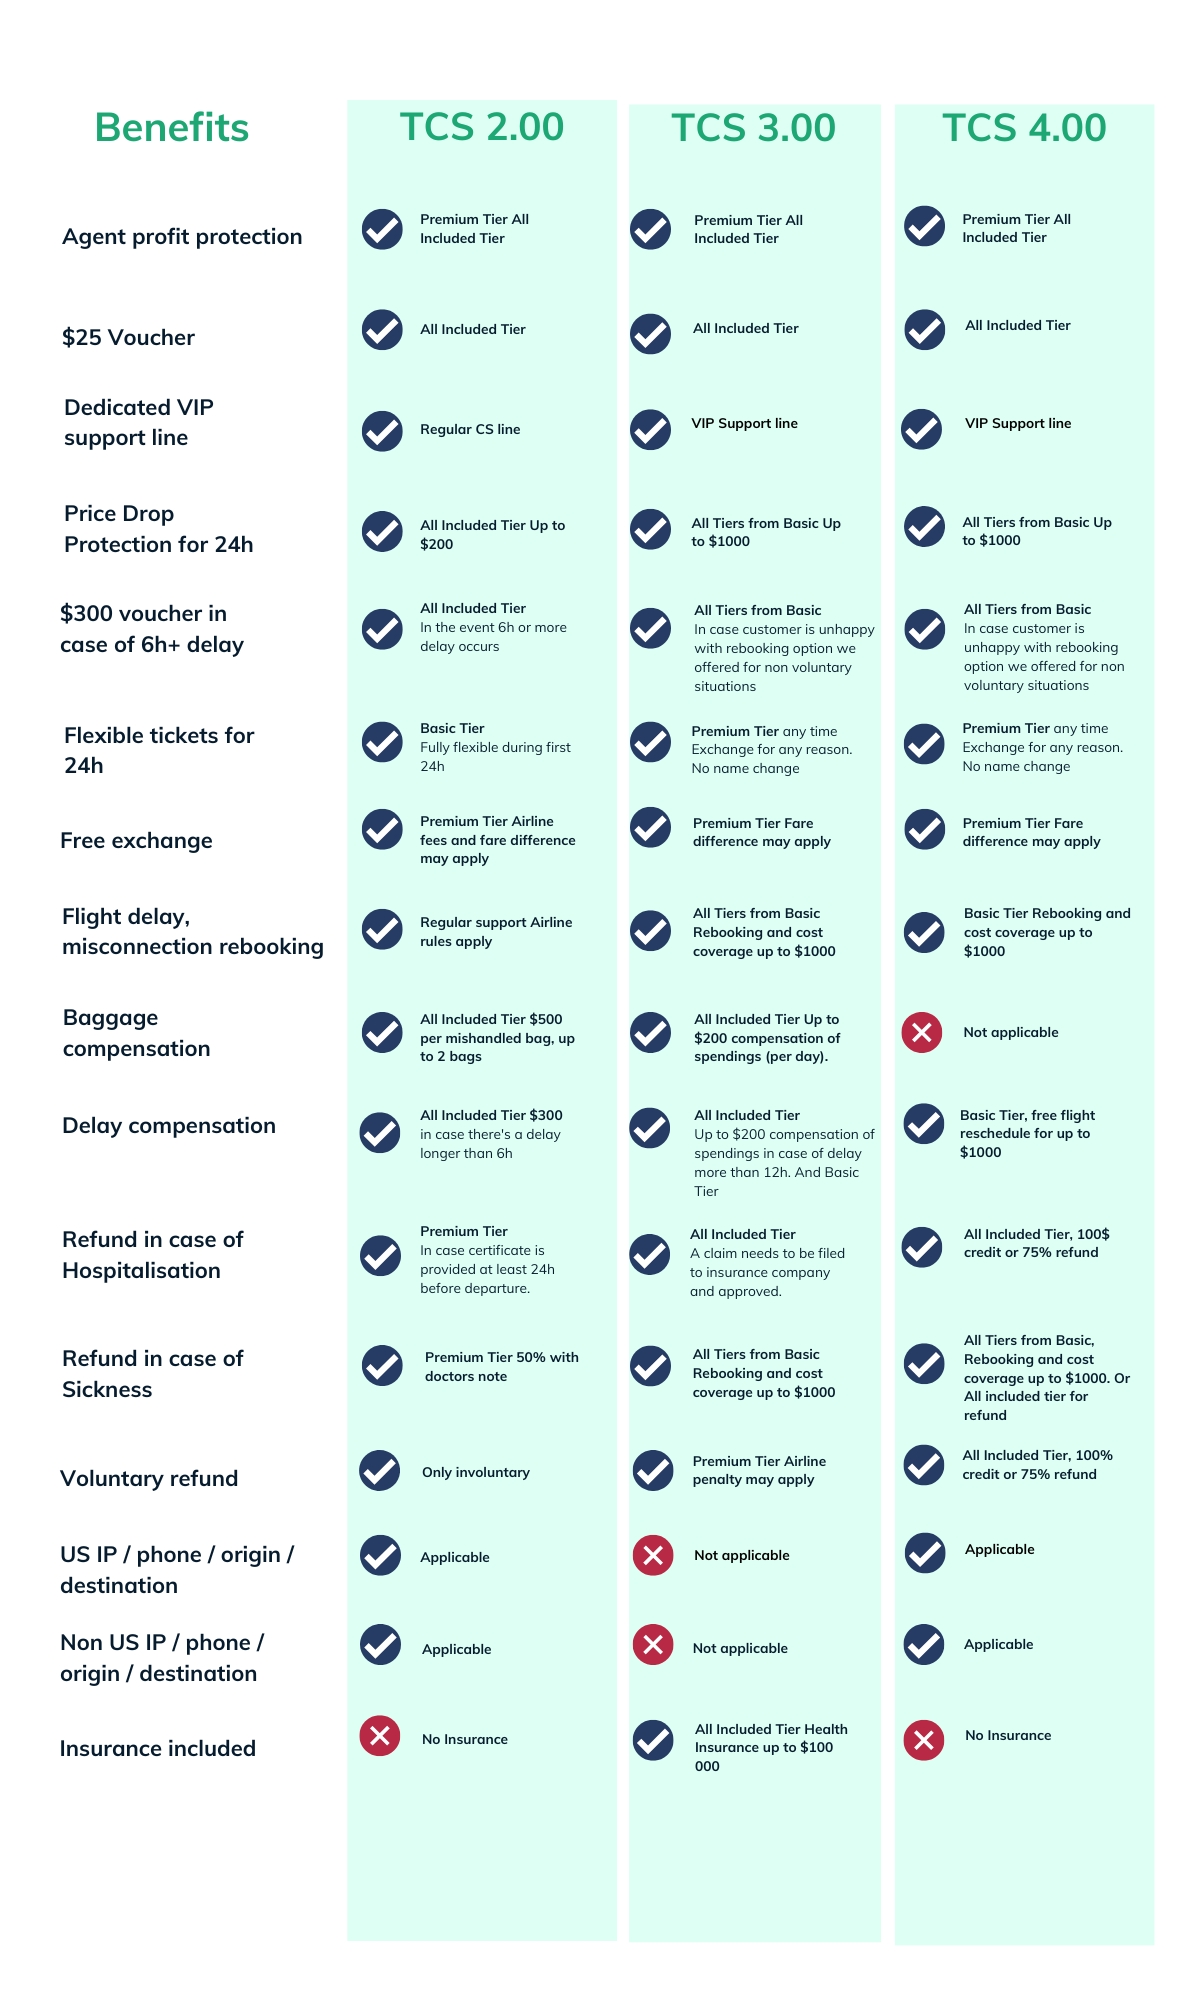 Benefits
TCS 2.00
TCS 3.00
TCS 4.00
Agent profit protection
Premium Tier All
Included Tier
Premium Tier All
Included Tier
Premium Tier All
Included Tier
$25 Voucher
All Included Tier
All Included Tier
All Included Tier
Dedicated VIP
support line
Regular CS line
VIP Support line
VIP Support line
Price Drop
Protection for 24h
All Included Tier Up to
$200
All Tiers from Basic Up
to $1000
All Tiers from Basic Up
to $1000
$300 voucher in
case of 6h+ delay
All Included Tier
In the event 6h or more
delay occurs
All Tiers from Basic
In case customer is unhappy
with rebooking option we
offered for non voluntary
situations
All Tiers from Basic
In case customer is
unhappy with rebooking
option we offered for non
voluntary situations
Flexible tickets for
24h
Basic Tier
Fully flexible during first
24h
Premium Tier any time
Exchange for any reason.
No name change
Premium Tier any time
Exchange for any reason.
No name change
Free exchange
Premium Tier Airline
fees and fare difference
may apply
Premium Tier Fare
difference may apply
Premium Tier Fare
difference may apply
Flight delay,
misconnection rebooking
Regular support Airline
rules apply
All Tiers from Basic
Rebooking and cost
coverage up to $1000
Basic Tier Rebooking and
cost coverage up to
$1000
Baggage
compensation
All Included Tier $500
per mishandled bag, up
to 2 bags
All Included Tier Up to
$200 compensation of
spendings (per day).
Not applicable
Delay compensation
All Included Tier $300
in case there's a delay
longer than 6h
All Included Tier
Up to $200 compensation of
spendings in case of delay
more than 12h. And Basic
Tier
Basic Tier, free flight
reschedule for up to
$1000
Refund in case of
Hospitalisation
Premium Tier
In case certificate is
provided at least 24h
before departure.
All Included Tier
A claim needs to be filed
to insurance company
and approved.
All Included Tier, 100$
credit or 75% refund
Refund in case of
Sickness
Premium Tier 50% with
doctors note
All Tiers from Basic
Rebooking and cost
coverage up to $1000
All Tiers from Basic,
Rebooking and cost
coverage up to $1000. Or
All included tier for
refund
Voluntary refund
Only involuntary
Premium Tier Airline
penalty may apply
All Included Tier, 100%
credit or 75% refund
US IP / phone / origin /
destination
Applicable
Not applicable
Applicable
Non US IP / phone /
origin / destination
Applicable
Not applicable
Applicable
Insurance included
No Insurance
All Included Tier Health
Insurance up to $100
000
No Insurance